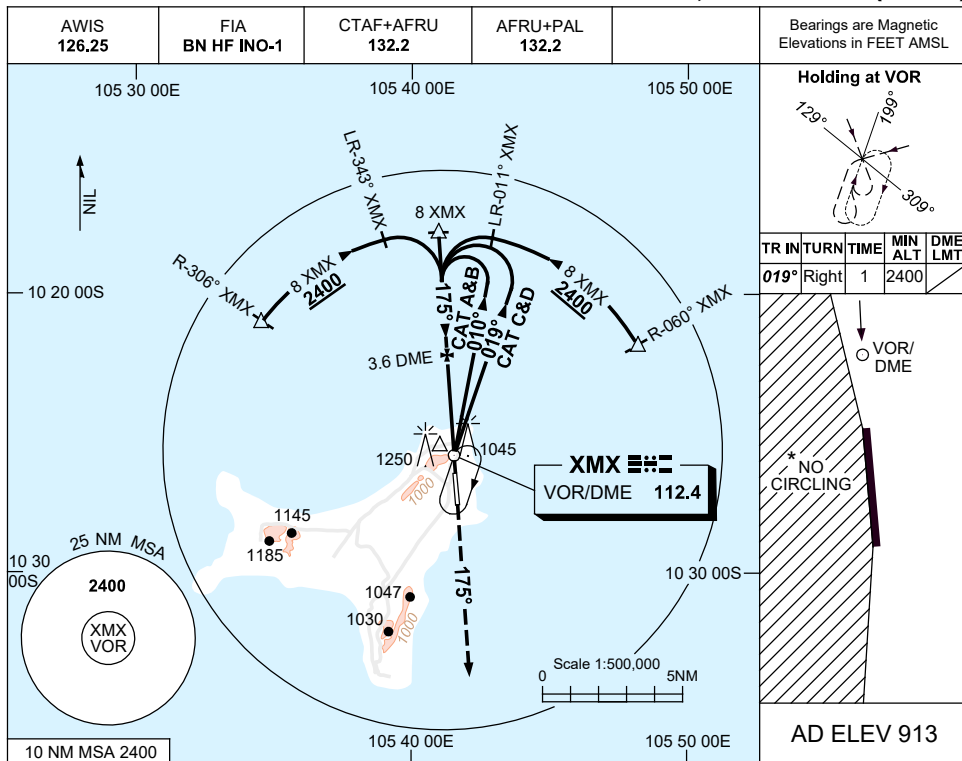 AWIS
126.25
FIA
BN HF INO-1
CTAF+AFRU
132.2
AFRU+PAL
132.2
Bearings are Magnetic
Elevations in FEET AMSL
105 30 00E
105 40 00E
105 50 00E
NIL
LR-343° XMX
8 XMX
LR-011° XMX
R-306° XMX
8 XMX
2400
8 XMX
2400
R-060° XMX
10 20 00S
175°
CAT A&B
010°
019°
CAT C&D
3.6 DME
1250
1045
1000
XMX
VOR/DME 112.4
1145
1185
25 NM MSA
2400
XMX
VOR
10 30
00S
10 30 00S
1047
1030
1000
175°
Scale 1:500,000
0
5NM
105 40 00E
105 50 00E
10 NM MSA 2400
Holding at VOR
129°
199°
309°
TR IN TURN TIME MIN ALT DME LMT
019° Right 1 2400
VOR/
DME
* NO
CIRCLING
AD ELEV 913